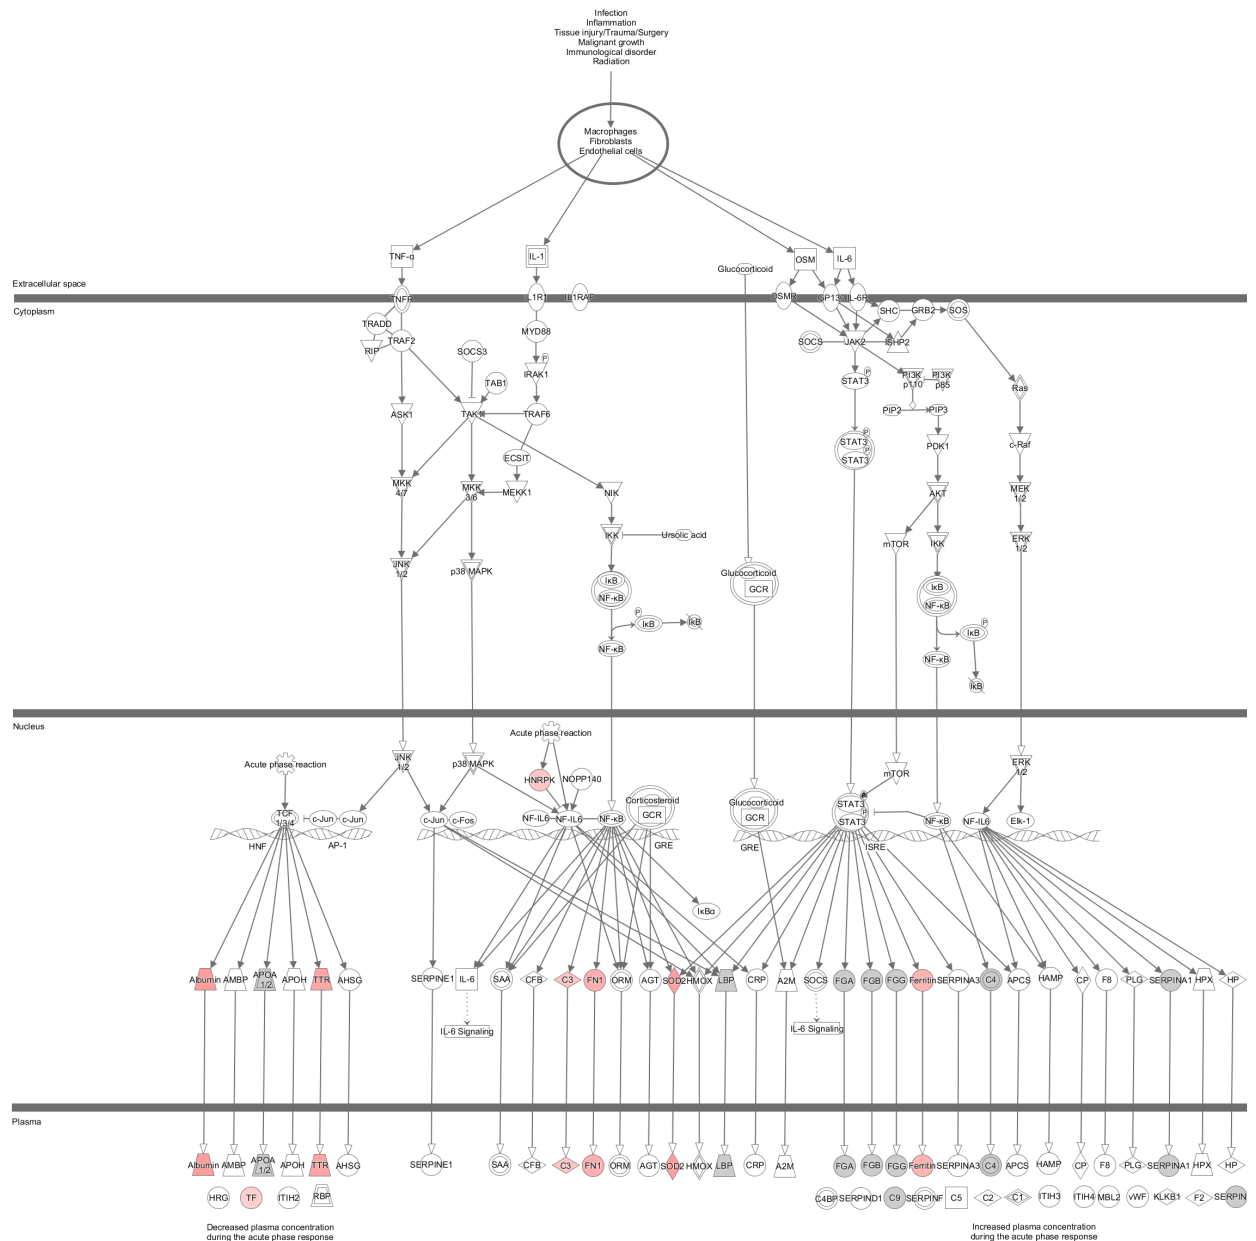 Infection
Inflammation
Tissue injury/Trauma/Surgery
Malignant growth
Immunological disorder
Radiation
Macrophages
Fibroblasts
Endothelial cells
TNF-α
IL-1
OSM
IL-6
Glucocorticoid
Extracellular space
TNFR
IL1R1
IL1RAP
OSMR
GP130
IL-6R
Cytoplasm
SHC
GRB2
SOS
TRADD
TRAF2
RIP
MYD88
SOCS
JAK2
SHP2
SOCS3
P
IRAK1
P
STAT3
PI3K
p110
PI3K
p85
TAB1
Ras
ASK1
TAK1
TRAF6
PIP2
PIP3
P
STAT3
P
STAT3
PDK1
c-Raf
ECSIT
MKK
4/7
MKK
3/6
MEKK1
NIK
AKT
MEK
1/2
IKK
Ursolic acid
mTOR
IKK
ERK
1/2
JNK
1/2
p38 MAPK
IκB
NF-κB
Glucocorticoid
GCR
IκB
NF-κB
P
IκB
IκB
P
IκB
NF-κB
NF-κB
IκB
Nucleus
Acute phase reaction
Acute phase reaction
JNK
1/2
p38 MAPK
HNRPK
NOPP140
mTOR
ERK
1/2
TCF
1/3/4
c-Jun
c-Jun
c-Jun
c-Fos
NF-IL6
NF-IL6
NF-κB
Corticosteroid
GCR
Glucocorticoid
GCR
STAT3
P
STAT3
NF-κB
NF-IL6
Elk-1
HNF
AP-1
GRE
GRE
ISRE
IκBα
Albumin
AMBP
APOA
1/2
APOH
TTR
AHSG
SERPINE1
IL-6
SAA
CFB
C3
FN1
ORM
AGT
SOD2
HMOX
LBP
CRP
A2M
SOCS
FGA
FGB
FGG
Ferritin
SERPINA3
C4
APCS
HAMP
CP
F8
PLG
SERPINA1
HPX
HP
IL-6 Signaling
IL-6 Signaling
Plasma
Albumin
AMBP
APOA
1/2
APOH
TTR
AHSG
SERPINE1
SAA
CFB
C3
FN1
ORM
AGT
SOD2
HMOX
LBP
CRP
A2M
FGA
FGB
FGG
Ferritin
SERPINA3
C4
APCS
HAMP
CP
F8
PLG
SERPINA1
HPX
HP
HRG
TF
ITIH2
RBP
C4BP
SERPIND1
C9
SERPINF
C5
C2
C1
ITIH3
ITIH4
MBL2
vWF
KLKB1
F2
SERPIN
Decreased plasma concentration
during the acute phase response
Increased plasma concentration
during the acute phase response